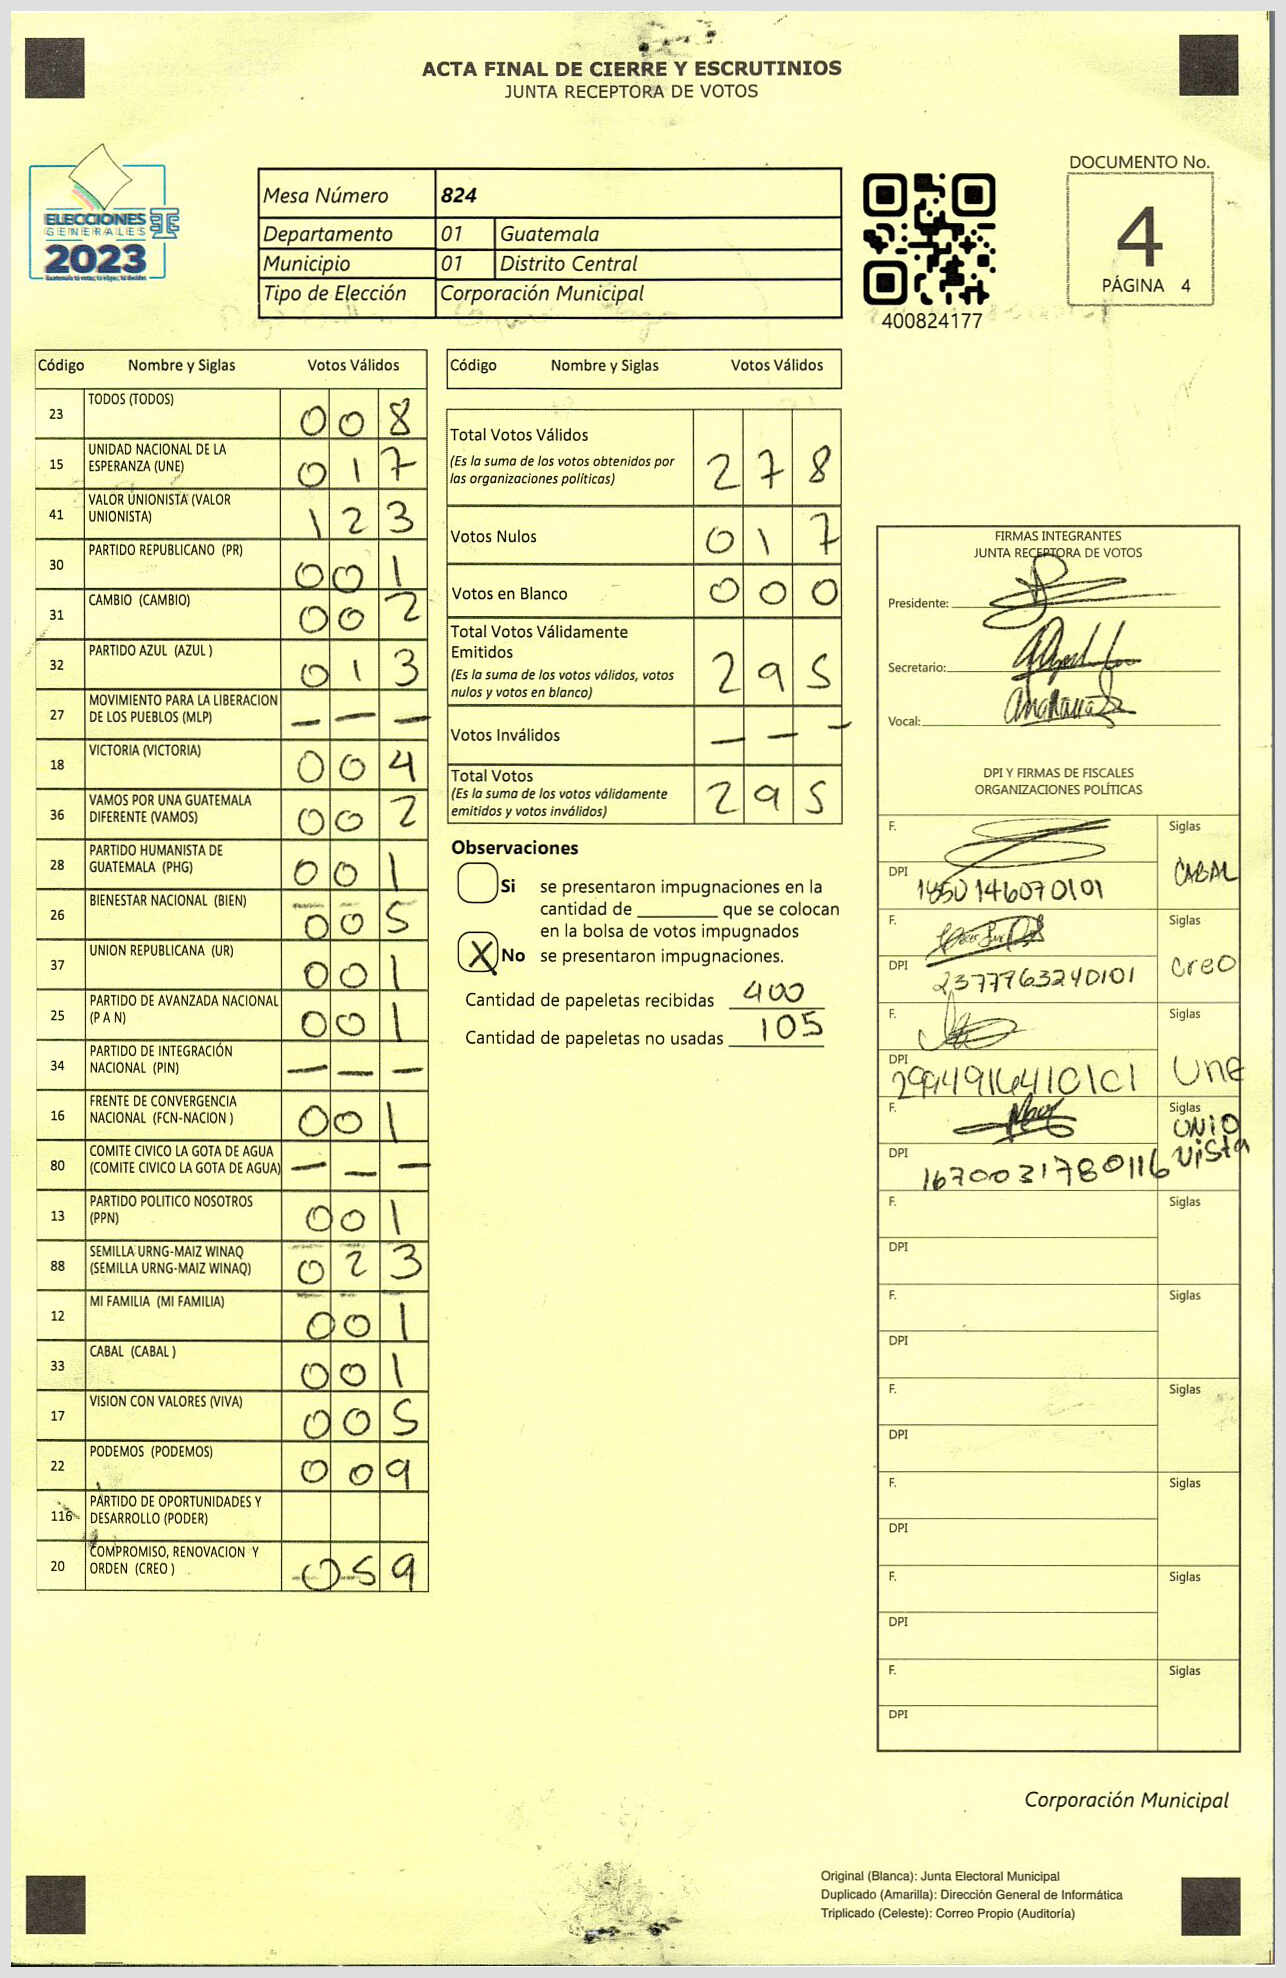 ACTA FINAL DE CIERRE Y ESCRUTINIOS
JUNTA RECEPTORA DE VOTOS
ELECCIONES
GENERALES
2023
Mesa Número 824
Departamento 01 Guatemala
Municipio 01 Distrito Central
Tipo de Elección Corporación Municipal
400824177
DOCUMENTO No.
4
PÁGINA 4
Código Nombre y Siglas Votos Válidos
23 TODOS (TODOS) 0 0 8
15 UNIDAD NACIONAL DE LA ESPERANZA (UNE) 0 1 7
41 VALOR UNIONISTA (VALOR UNIONISTA) 1 2 3
30 PARTIDO REPUBLICANO (PR) 0 0 1
31 CAMBIO (CAMBIO) 0 0 2
32 PARTIDO AZUL (AZUL ) 0 1 3
27 MOVIMIENTO PARA LA LIBERACION DE LOS PUEBLOS (MLP) — — —
18 VICTORIA (VICTORIA) 0 0 4
36 VAMOS POR UNA GUATEMALA DIFERENTE (VAMOS) 0 0 2
28 PARTIDO HUMANISTA DE GUATEMALA (PHG) 0 0 1
26 BIENESTAR NACIONAL (BIEN) 0 0 5
37 UNION REPUBLICANA (UR) 0 0 1
25 PARTIDO DE AVANZADA NACIONAL (P A N) 0 0 1
34 PARTIDO DE INTEGRACIÓN NACIONAL (PIN) — — —
16 FRENTE DE CONVERGENCIA NACIONAL (FCN-NACION ) 0 0 1
80 COMITE CIVICO LA GOTA DE AGUA (COMITE CIVICO LA GOTA DE AGUA) — — —
13 PARTIDO POLITICO NOSOTROS (PPN) 0 0 1
88 SEMILLA URNG-MAIZ WINAQ (SEMILLA URNG-MAIZ WINAQ) 0 2 3
12 MI FAMILIA (MI FAMILIA) 0 0 1
33 CABAL (CABAL ) 0 0 1
17 VISION CON VALORES (VIVA) 0 0 5
22 PODEMOS (PODEMOS) 0 0 9
116 PARTIDO DE OPORTUNIDADES Y DESARROLLO (PODER)
20 COMPROMISO, RENOVACION Y ORDEN (CREO ) 0 5 9
Código Nombre y Siglas Votos Válidos
Total Votos Válidos 2 7 8
(Es la suma de los votos obtenidos por
las organizaciones políticas)
Votos Nulos 0 1 7
Votos en Blanco 0 0 0
Total Votos Válidamente
Emitidos 2 9 5
(Es la suma de los votos válidos, votos
nulos y votos en blanco)
Votos Inválidos — — —
Total Votos 2 9 5
(Es la suma de los votos válidamente
emitidos y votos inválidos)
Observaciones
Si se presentaron impugnaciones en la
cantidad de ________ que se colocan
en la bolsa de votos impugnados
X No se presentaron impugnaciones.
Cantidad de papeletas recibidas 400
Cantidad de papeletas no usadas 105
FIRMAS INTEGRANTES
JUNTA RECEPTORA DE VOTOS
Presidente:
Secretario:
Vocal:
DPI Y FIRMAS DE FISCALES
ORGANIZACIONES POLÍTICAS
F. Siglas
CABAL
DPI
F. Siglas
DPI 2377963240101 creo
F. Siglas
DPI une
F. Siglas
UNIO
DPI 1670031780116 vista
F. Siglas
DPI
F. Siglas
DPI
F. Siglas
DPI
F. Siglas
DPI
F. Siglas
DPI
F. Siglas
DPI
Corporación Municipal
Original (Blanca): Junta Electoral Municipal
Duplicado (Amarilla): Dirección General de Informática
Triplicado (Celeste): Correo Propio (Auditoría)